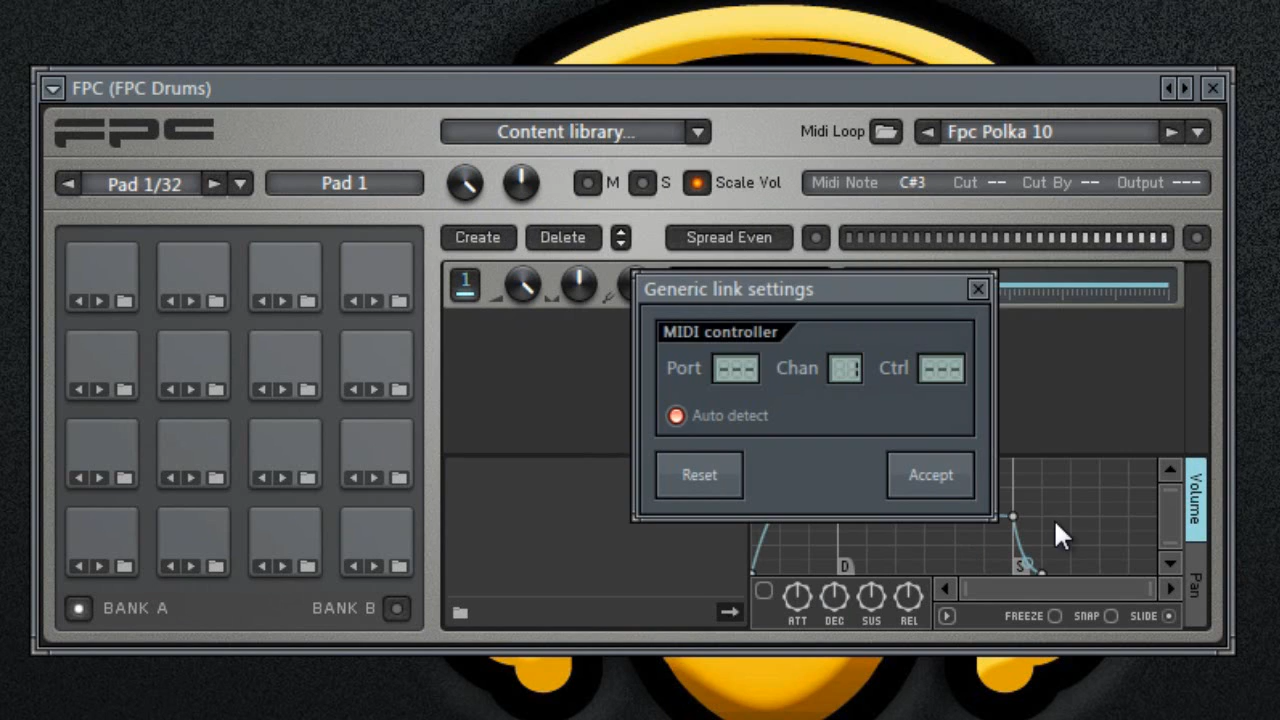 FPC (FPC Drums)
FPC
Content library...
Midi Loop
Fpc Polka 10
Pad 1/32
Pad 1
M
S
Scale Vol
Midi Note C#3 Cut -- Cut By -- Output ---
Create
Delete
Spread Even
1
Generic link settings
MIDI controller
Port --- Chan 1 Ctrl ---
Auto detect
Reset
Accept
Volume
Pan
D
S
BANK A
BANK B
ATT DEC SUS REL
FREEZE SNAP SLIDE